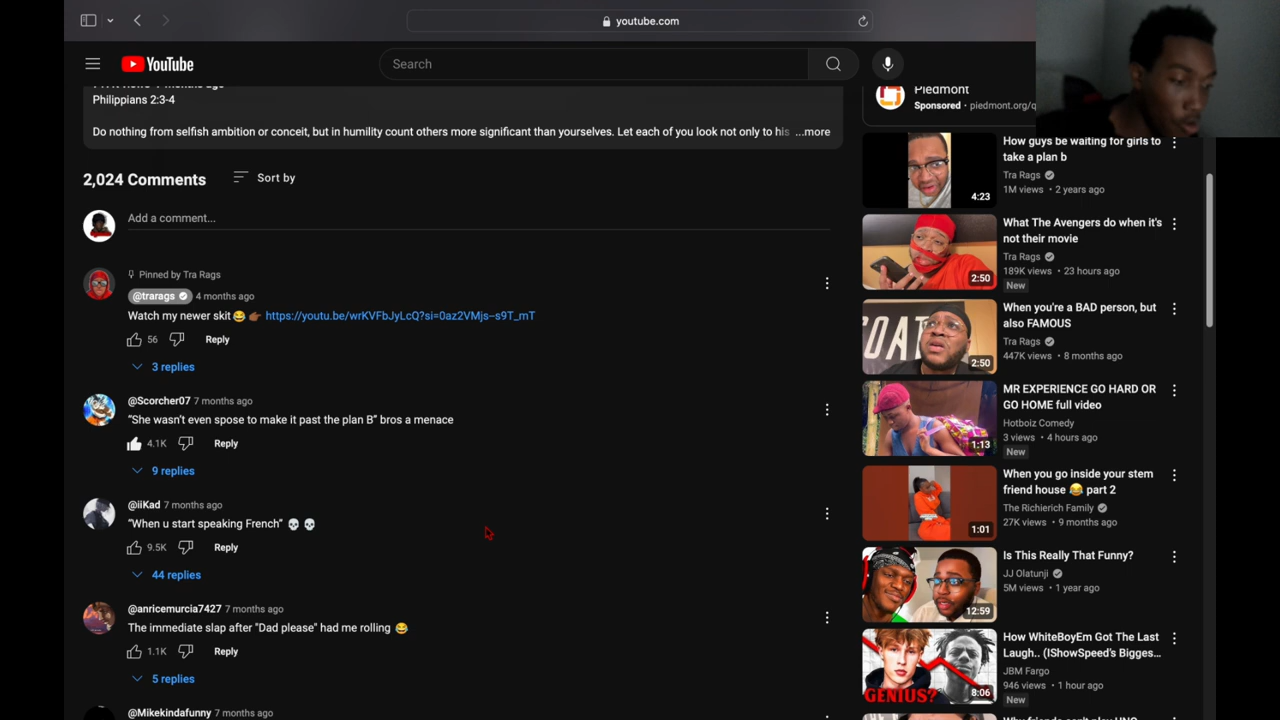 youtube.com
YouTube
Search
Philippians 2:3-4
Do nothing from selfish ambition or conceit, but in humility count others more significant than yourselves. Let each of you look not only to his ...more
2,024 Comments
Sort by
Add a comment...
Pinned by Tra Rags
@trarags 4 months ago
Watch my newer skit😂 👉🏾 https://youtu.be/wrKVFbJyLcQ?si=0az2VMjs-s9T_mT
56 Reply
3 replies
@Scorcher07 7 months ago
“She wasn’t even spose to make it past the plan B” bros a menace
4.1K Reply
9 replies
@iiKad 7 months ago
“When u start speaking French” 💀 💀
9.5K Reply
44 replies
@anricemurcia7427 7 months ago
The immediate slap after "Dad please" had me rolling 😂
1.1K Reply
5 replies
@Mikekindafunny 7 months ago
Piedmont
Sponsored • piedmont.org/q
How guys be waiting for girls to
take a plan b
Tra Rags
1M views • 2 years ago
4:23
What The Avengers do when it's
not their movie
Tra Rags
189K views • 23 hours ago
New
2:50
When you're a BAD person, but
also FAMOUS
Tra Rags
447K views • 8 months ago
OAT
2:50
MR EXPERIENCE GO HARD OR
GO HOME full video
Hotboiz Comedy
3 views • 4 hours ago
New
1:13
When you go inside your stem
friend house 😂 part 2
The Richierich Family
27K views • 9 months ago
1:01
Is This Really That Funny?
JJ Olatunji
5M views • 1 year ago
12:59
How WhiteBoyEm Got The Last
Laugh.. (IShowSpeed's Bigges...
JBM Fargo
946 views • 1 hour ago
New
GENIUS?
8:06